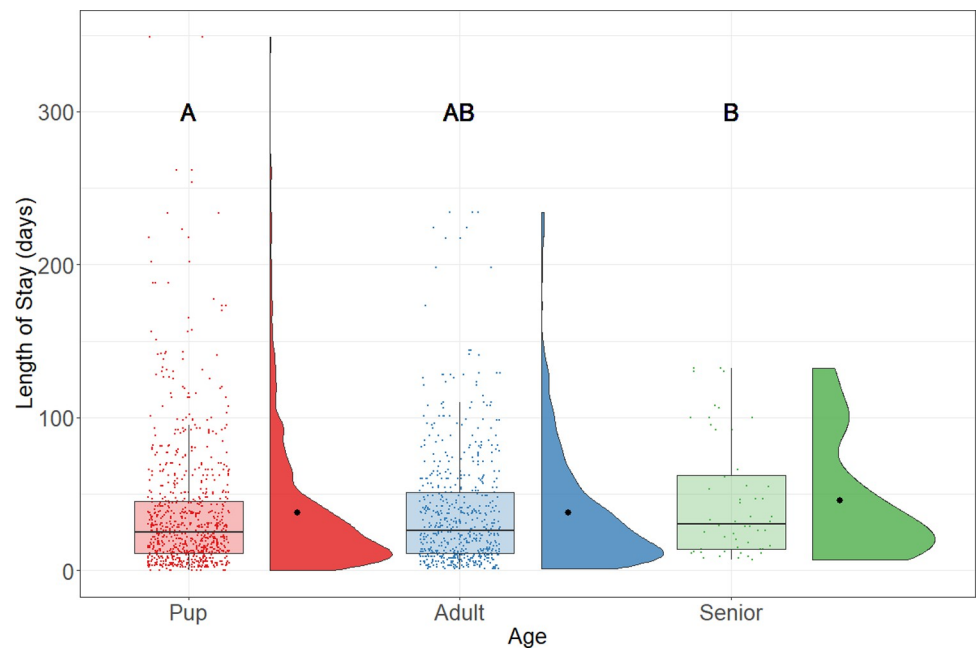 A AB B
300
200
100
0
Length of Stay (days)
Pup Adult Senior
Age